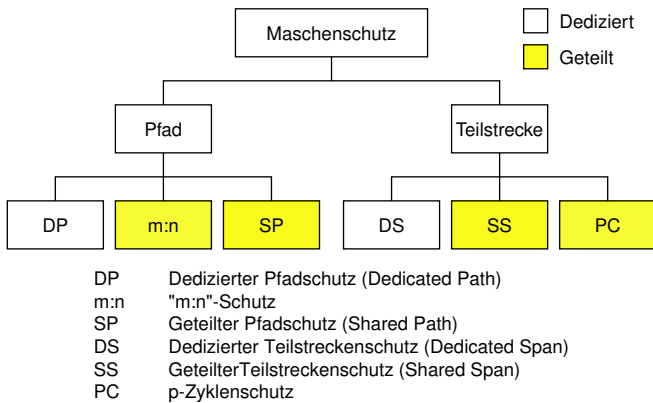 Maschenschutz
Dediziert
Geteilt
Pfad
Teilstrecke
DP
m:n
SP
DS
SS
PC
DP Dedizierter Pfadschutz (Dedicated Path)
m:n "m:n"-Schutz
SP Geteilter Pfadschutz (Shared Path)
DS Dedizierter Teilstreckenschutz (Dedicated Span)
SS GeteilterTeilstreckenschutz (Shared Span)
PC p-Zyklenschutz